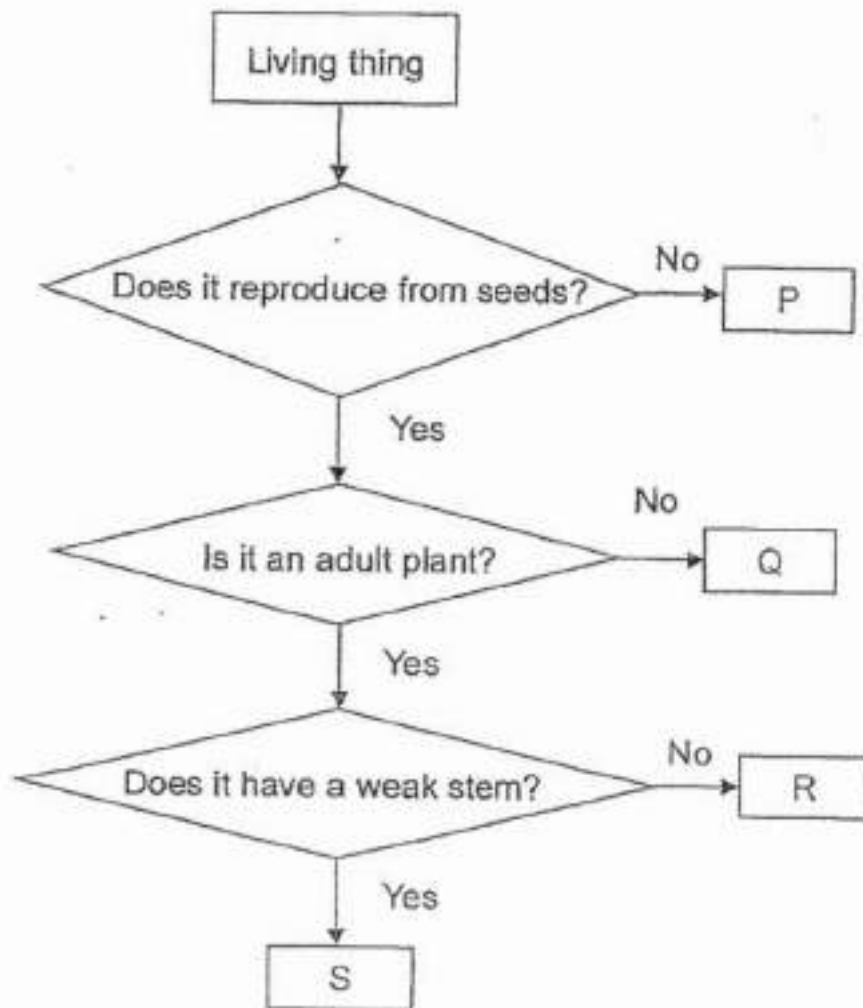 Living thing
Does it reproduce from seeds?
No
P
Yes
Is it an adult plant?
No
Q
Yes
Does it have a weak stem?
No
R
Yes
S